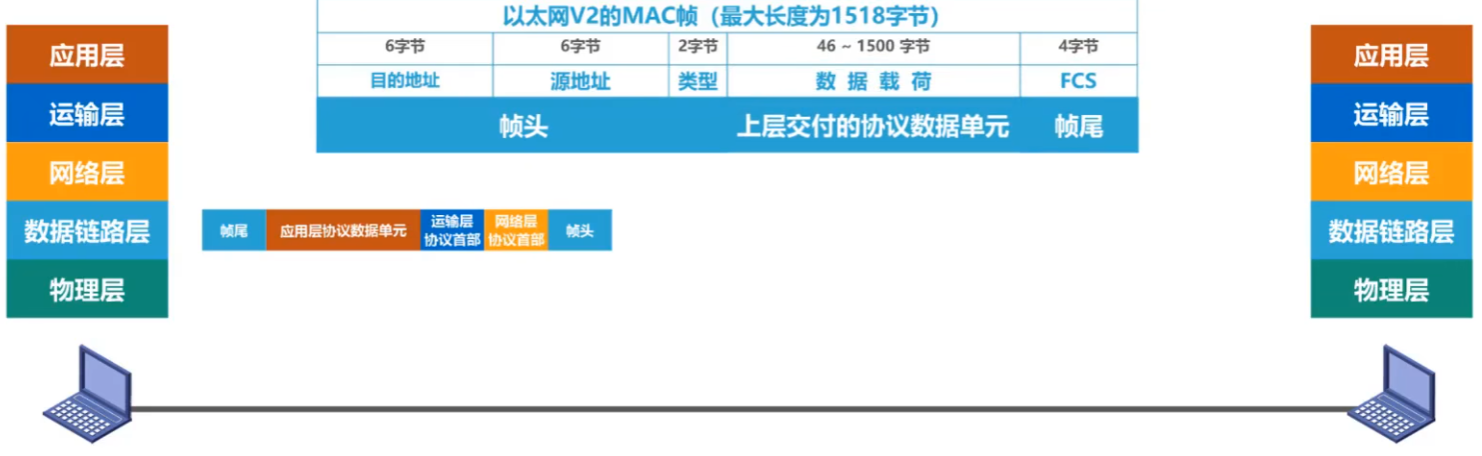 以太网V2的MAC帧（最大长度为1518字节）
6字节 6字节 2字节 46 ~ 1500 字节 4字节
目的地址 源地址 类型 数 据 载 荷 FCS
帧头 上层交付的协议数据单元 帧尾
应用层
运输层
网络层
数据链路层
物理层
帧尾 应用层协议数据单元 运输层 协议首部 网络层 协议首部 帧头
应用层
运输层
网络层
数据链路层
物理层